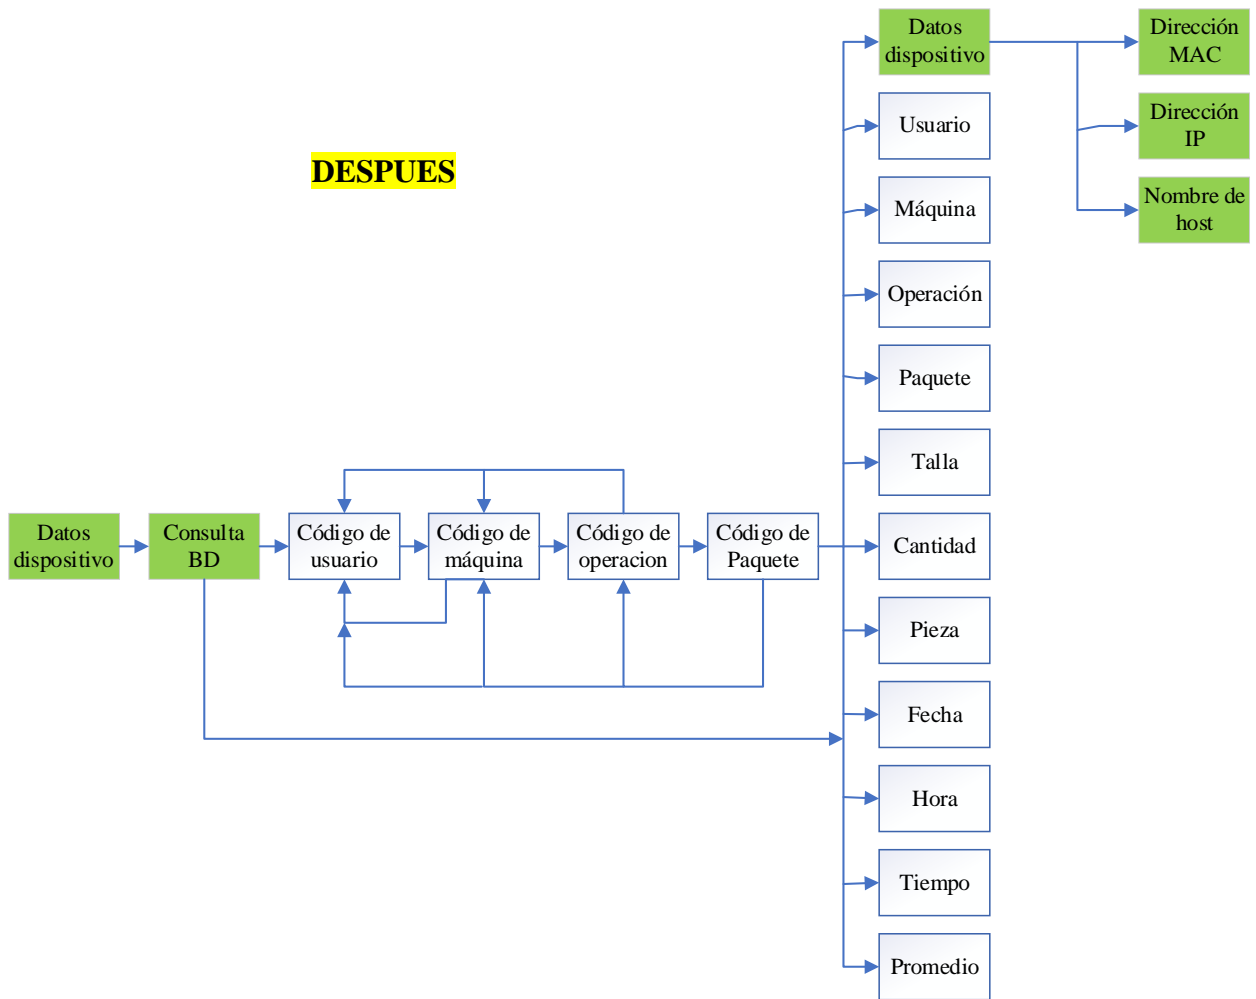 Datos
dispositivo
Dirección
MAC
Usuario
Dirección
IP
DESPUES
Máquina
Nombre de
host
Operación
Paquete
Talla
Datos
dispositivo
Consulta
BD
Código de
usuario
Código de
máquina
Código de
operacion
Código de
Paquete
Cantidad
Pieza
Fecha
Hora
Tiempo
Promedio